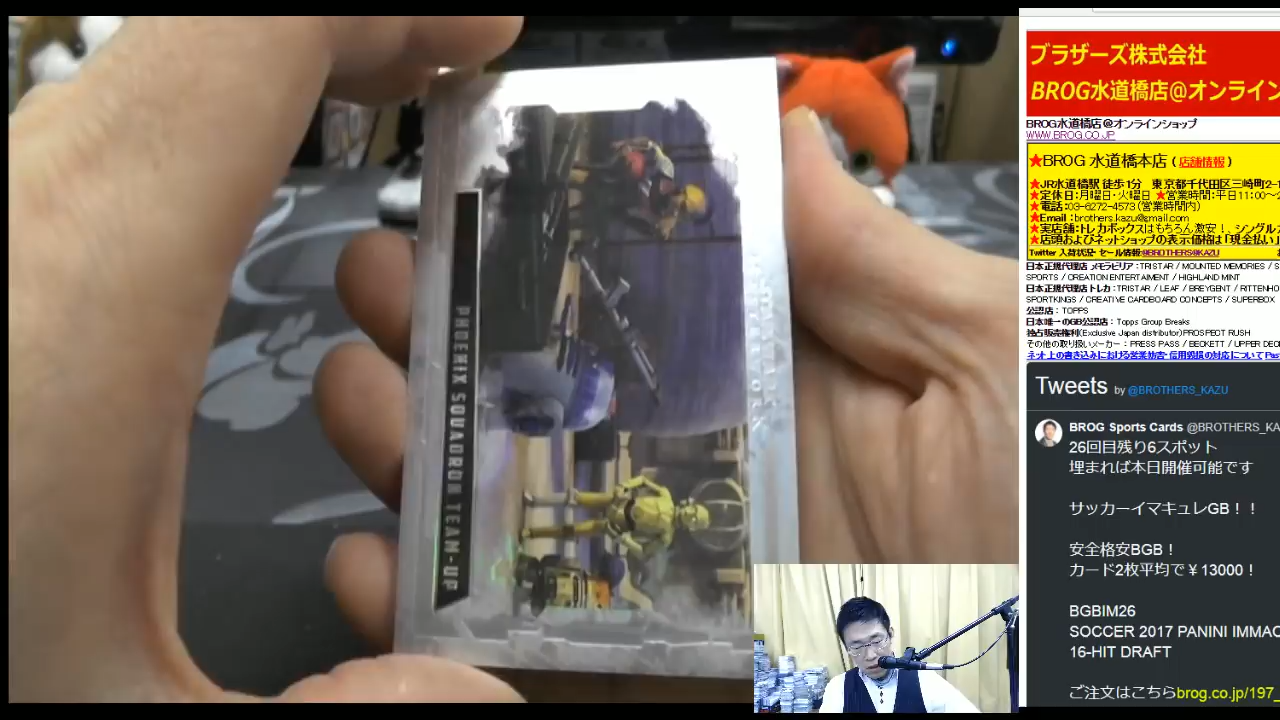 PHOENIX SQUADRON TEAM-UP
ブラザーズ株式会社
BROG水道橋店@オンライン
BROG水道橋店@オンラインショップ
WWW.BROG.CO.JP
★BROG 水道橋本店 ( 店舗情報 )
★JR水道橋駅 徒歩1分 東京都千代田区三崎町2-1
★定休日:月曜日・火曜日 ★営業時間:平日11:00～2
★電話:03-6272-4573(営業時間内)
★Email : brothers.kazu@gmail.com
★実店舗:トレカボックスはもちろん激安!、シングル
★店頭およびネットショップの表示価格は「現金払い」
Twitter 入荷状況・セール情報@BROTHERSKAZU
日本正規代理店 メモラビリア : TRISTAR / MOUNTED MEMORIES / S
SPORTS / CREATION ENTERTAIMENT / HIGHLAND MINT
日本正規代理店 トレカ : TRISTAR / LEAF / BREYGENT / RITTENHO
SPORTKINGS / CREATIVE CARDBOARD CONCEPTS / SUPERBOX
公認店 : TOPPS
日本唯一のGB公認店 : Topps Group Breaks
独占販売権利(Exclusive Japan distributor)PROSPECT RUSH
その他の取り扱いメーカー : PRESS PASS / BECKETT / UPPER DEC
ネット上の書き込みにおける営業妨害・信用毀損の対応について
Tweets by @BROTHERS_KAZU
BROG Sports Cards @BROTHERS_KA
26回目残り6スポット
埋まれば本日開催可能です
サッカーイマキュレGB！！
安全格安BGB！
カード2枚平均で￥13000！
BGBIM26
SOCCER 2017 PANINI IMMAC
16-HIT DRAFT
ご注文はこちらbrog.co.jp/197_